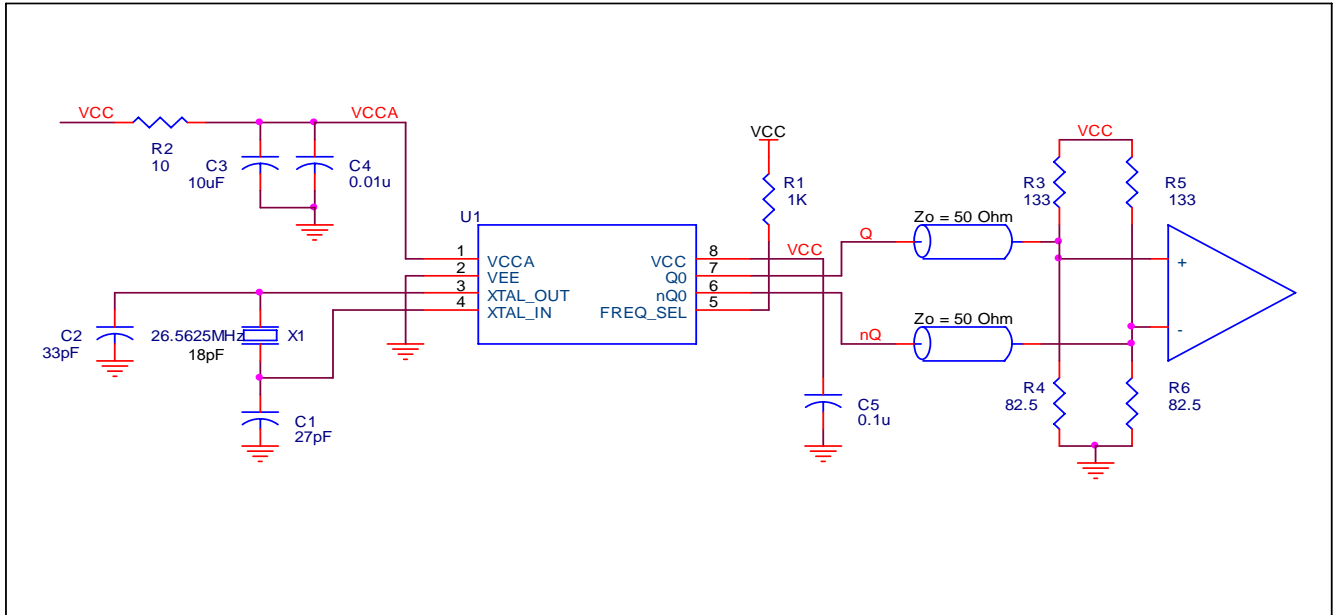 VCC
R2
10
VCCA
C3
10uF
C4
0.01u
U1
1
VCCA
2
VEE
3
XTAL_OUT
4
XTAL_IN
VCC
8
Q0
7
nQ0
6
FREQ_SEL
5
C2
33pF
26.5625MHz
X1
18pF
C1
27pF
VCC
R1
1K
VCC
Q
Zo = 50 Ohm
nQ
Zo = 50 Ohm
C5
0.1u
VCC
R3
133
R5
133
+
-
R4
82.5
R6
82.5